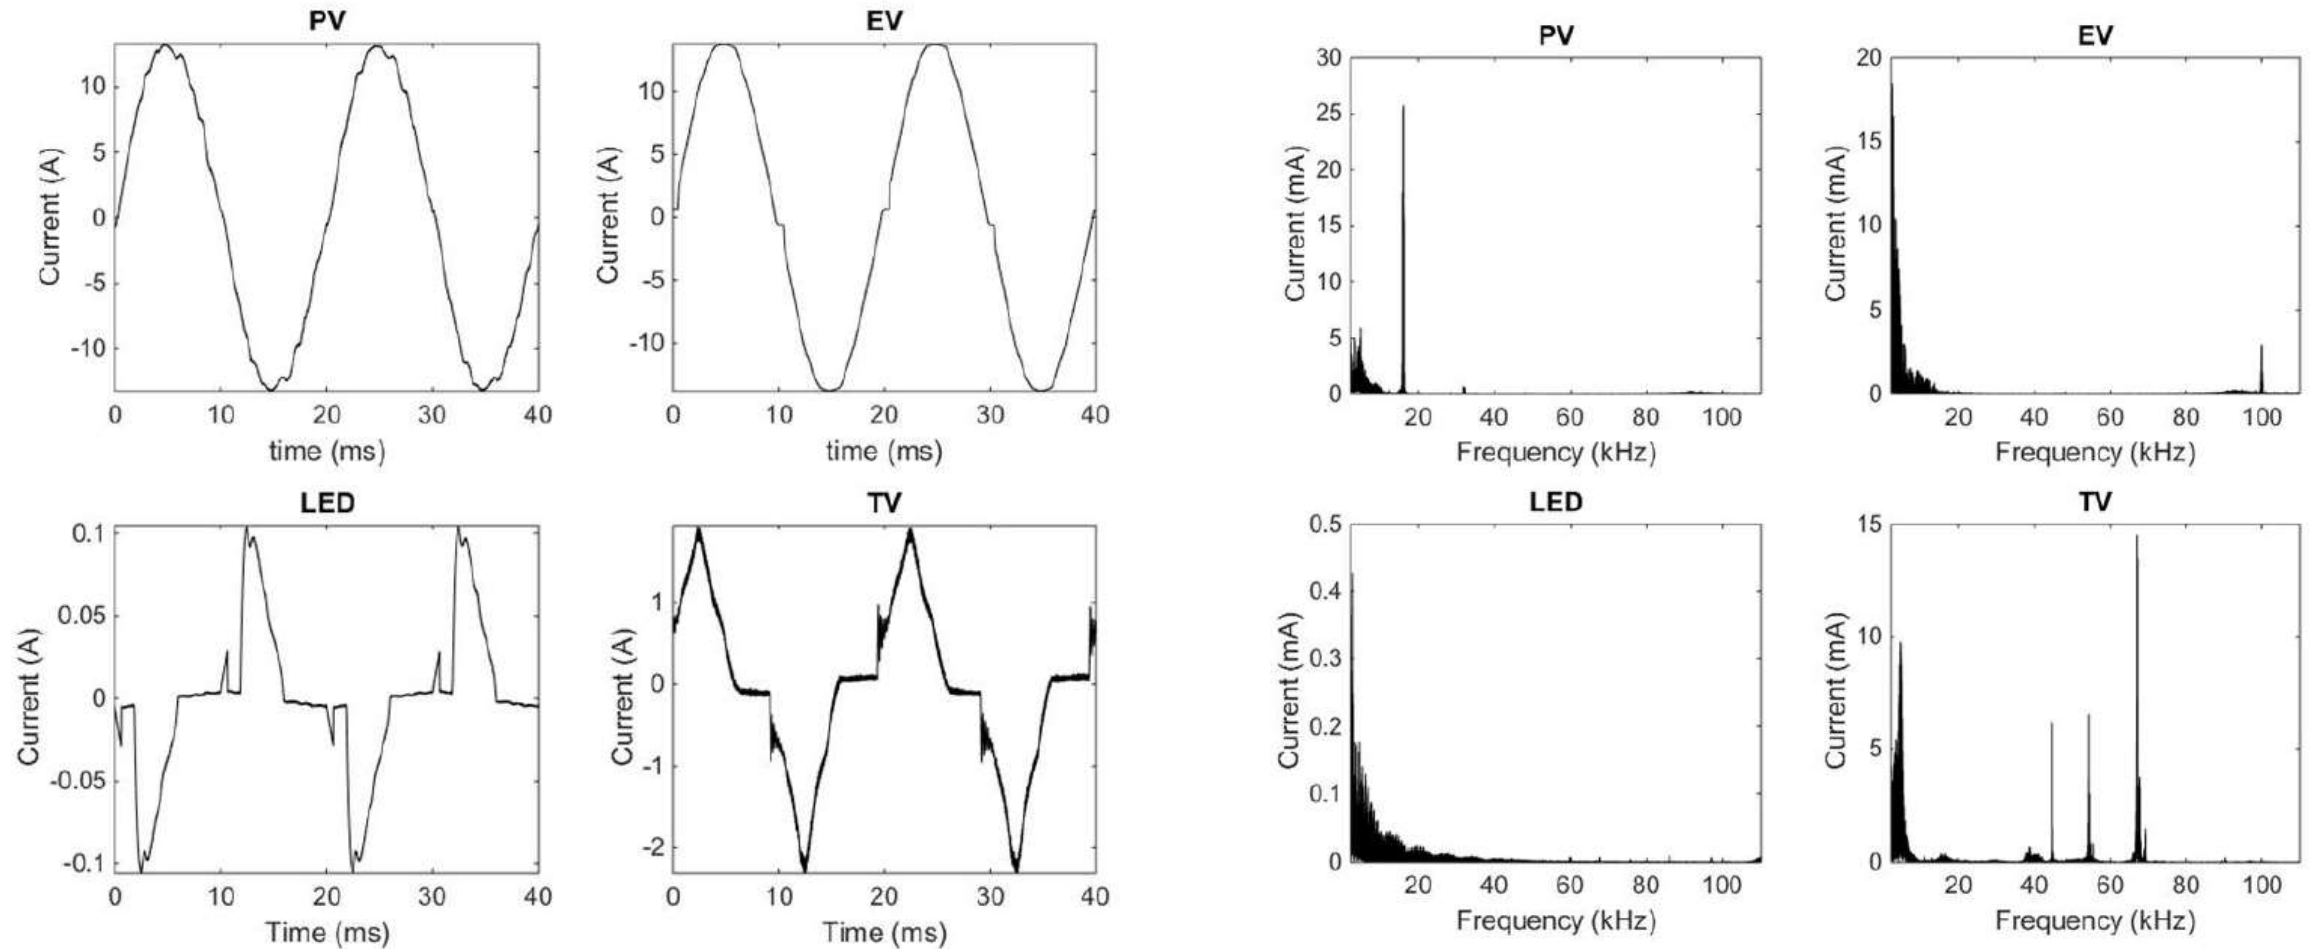 PV
10
5
0
-5
-10
Current (A)
0 10 20 30 40
time (ms)
EV
10
5
0
-5
-10
Current (A)
0 10 20 30 40
time (ms)
PV
30
25
20
15
10
5
0
Current (mA)
20 40 60 80 100
Frequency (kHz)
EV
20
15
10
5
0
Current (mA)
20 40 60 80 100
Frequency (kHz)
LED
0.1
0.05
0
-0.05
-0.1
Current (A)
0 10 20 30 40
Time (ms)
TV
1
0
-1
-2
Current (A)
0 10 20 30 40
Time (ms)
LED
0.5
0.4
0.3
0.2
0.1
0
Current (mA)
20 40 60 80 100
Frequency (kHz)
TV
15
10
5
0
Current (mA)
20 40 60 80 100
Frequency (kHz)